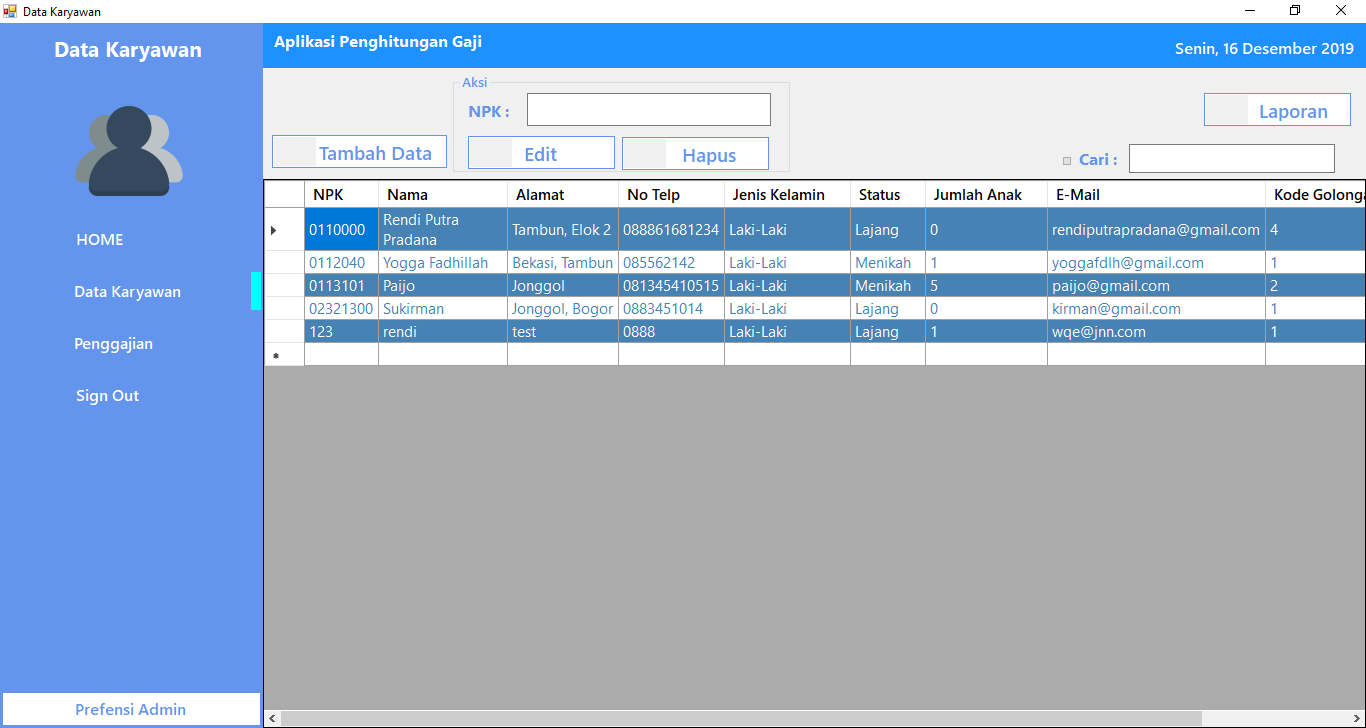 Data Karyawan
Data Karyawan
Aplikasi Penghitungan Gaji
Senin, 16 Desember 2019
Aksi
NPK :
Laporan
Tambah Data
Edit
Hapus
Cari :
HOME
Data Karyawan
Penggajian
Sign Out
Prefensi Admin
NPK Nama Alamat No Telp Jenis Kelamin Status Jumlah Anak E-Mail Kode Golonga
0110000 Rendi Putra Pradana Tambun, Elok 2 088861681234 Laki-Laki Lajang 0 rendiputrapradana@gmail.com 4
0112040 Yogga Fadhillah Bekasi, Tambun 085562142 Laki-Laki Menikah 1 yoggafdlh@gmail.com 1
0113101 Paijo Jonggol 081345410515 Laki-Laki Menikah 5 paijo@gmail.com 2
02321300 Sukirman Jonggol, Bogor 0883451014 Laki-Laki Lajang 0 kirman@gmail.com 1
123 rendi test 0888 Laki-Laki Lajang 1 wqe@jnn.com 1